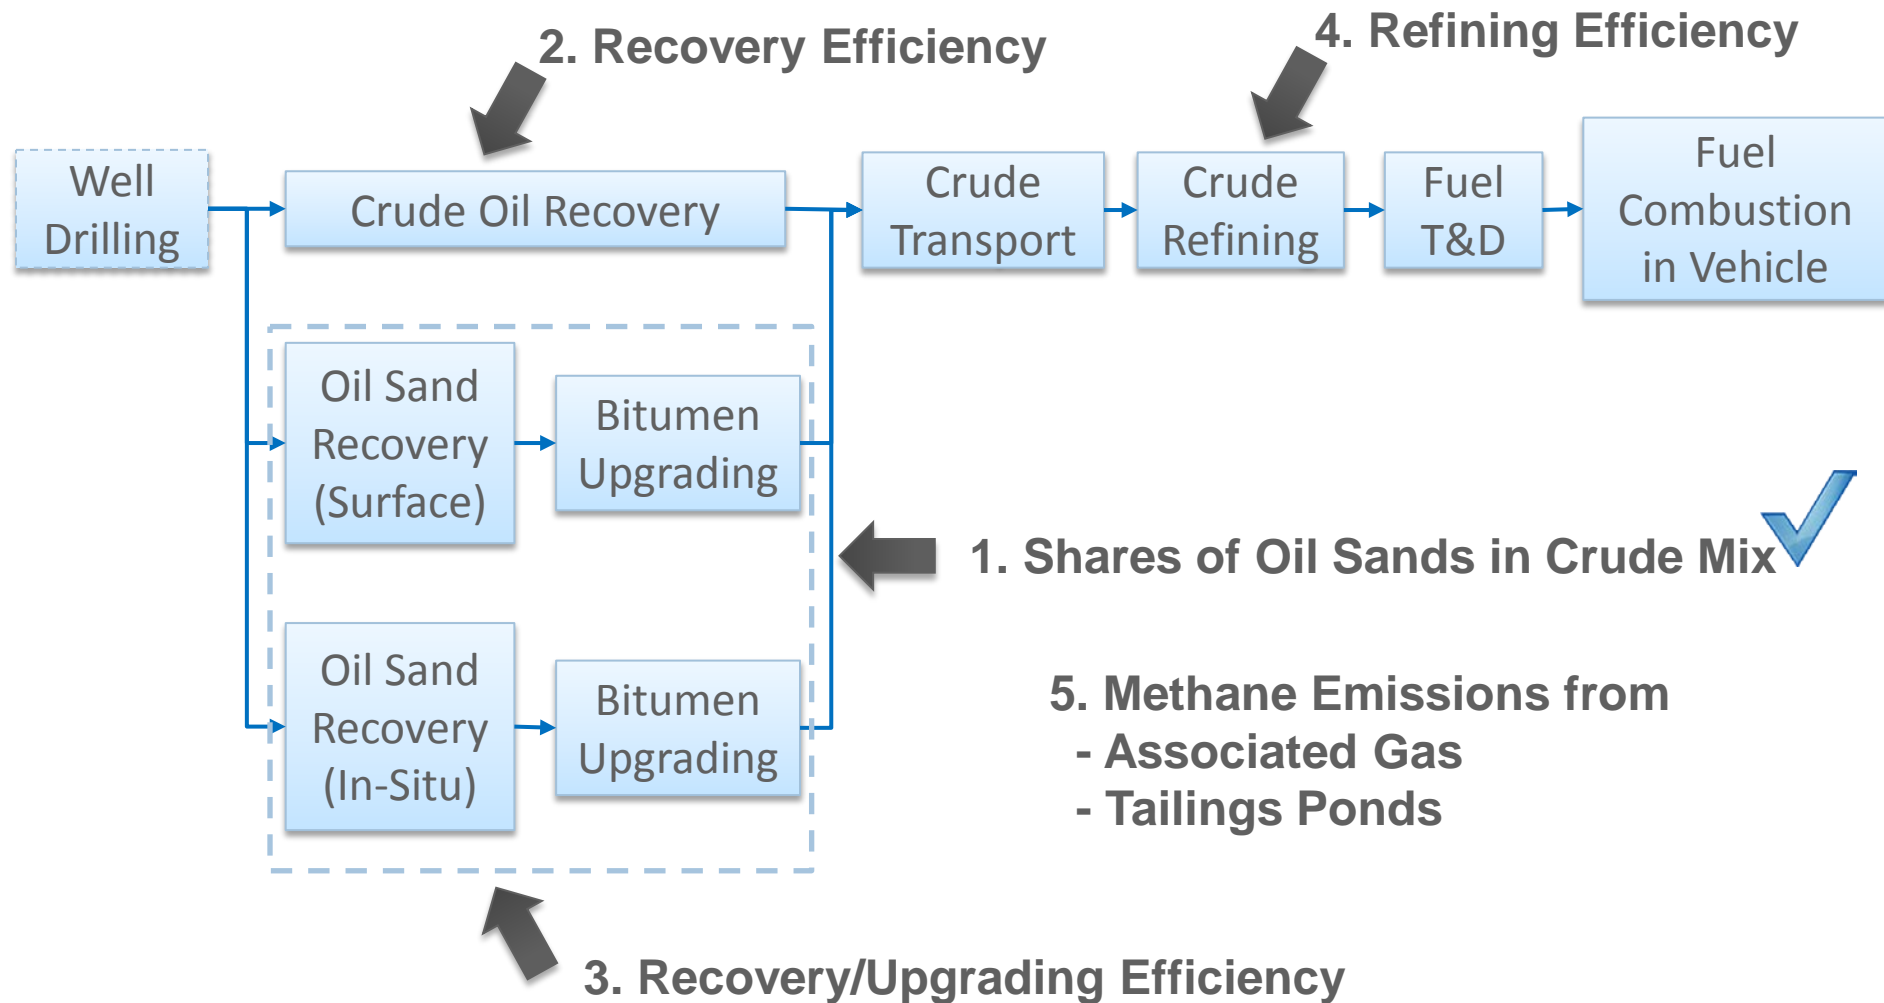 2. Recovery Efficiency
4. Refining Efficiency
Well
Drilling
Crude Oil Recovery
Crude
Transport
Crude
Refining
Fuel
T&D
Fuel
Combustion
in Vehicle
Oil Sand
Recovery
(Surface)
Bitumen
Upgrading
1. Shares of Oil Sands in Crude Mix
Oil Sand
Recovery
(In-Situ)
Bitumen
Upgrading
5. Methane Emissions from
- Associated Gas
- Tailings Ponds
3. Recovery/Upgrading Efficiency